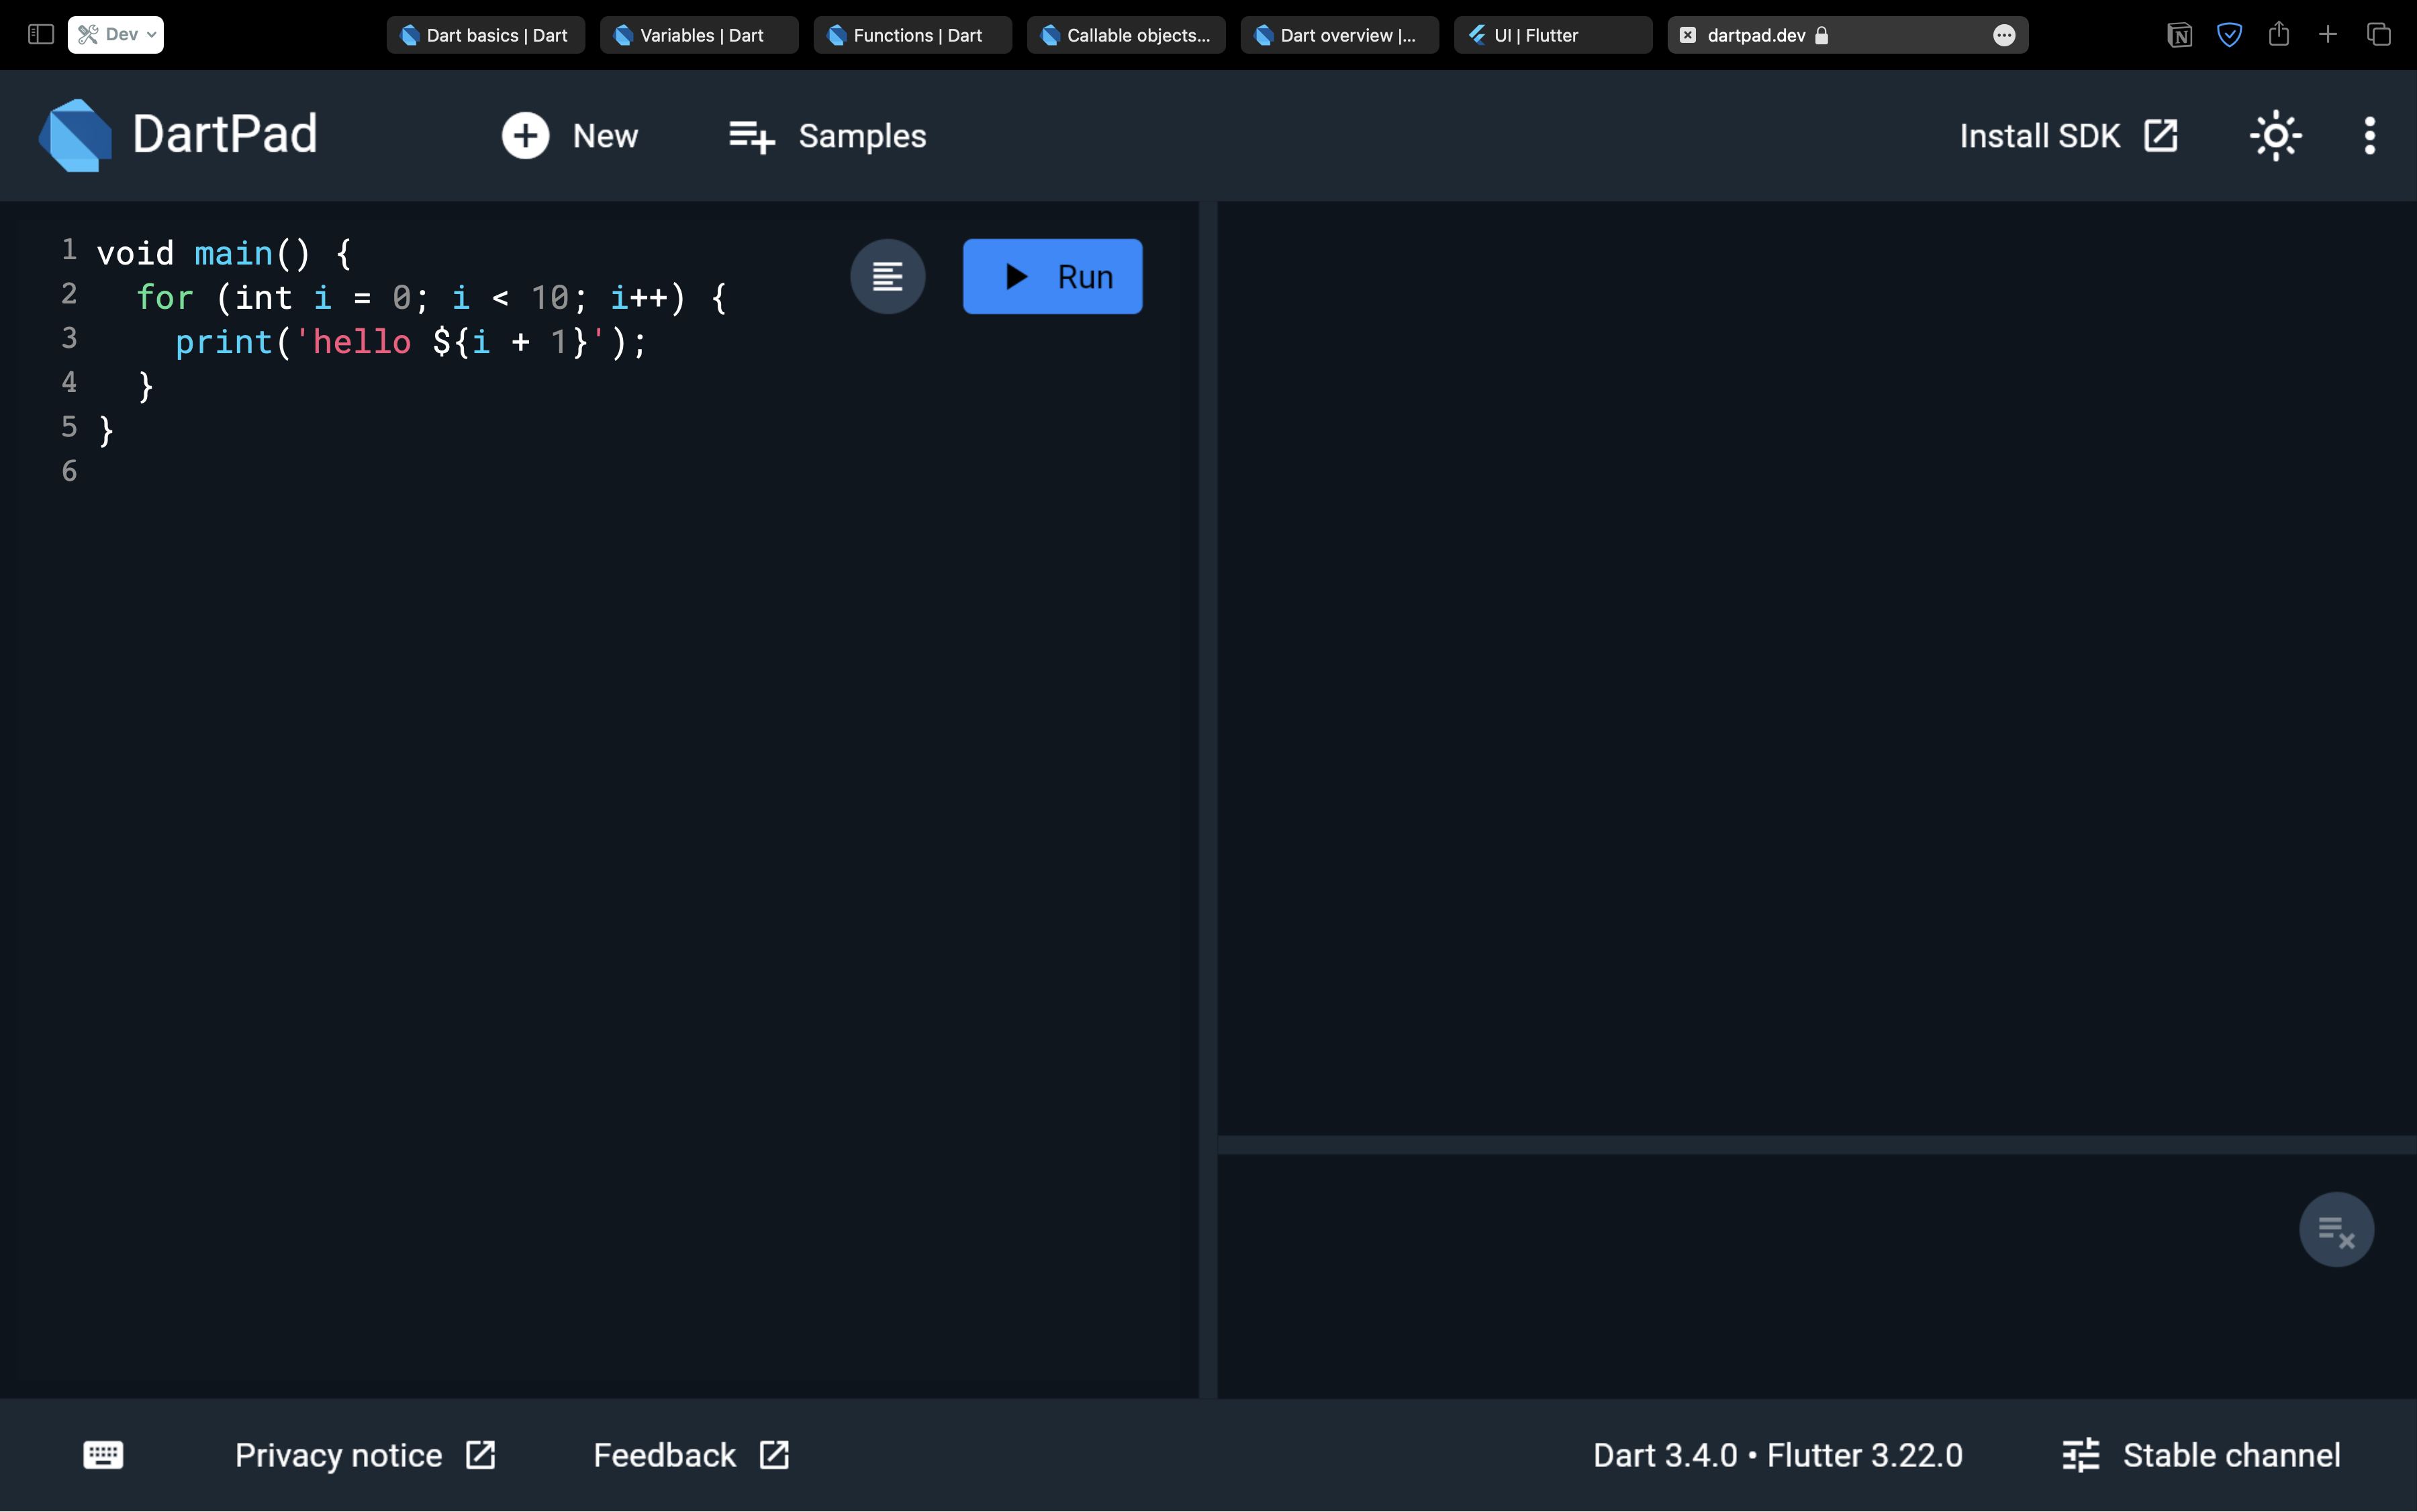 Dev
Dart basics | Dart
Variables | Dart
Functions | Dart
Callable objects...
Dart overview |...
UI | Flutter
dartpad.dev
DartPad
New
Samples
Install SDK
1 void main() {
2   for (int i = 0; i < 10; i++) {
3     print('hello ${i + 1}');
4   }
5 }
6
Run
Privacy notice
Feedback
Dart 3.4.0 • Flutter 3.22.0
Stable channel